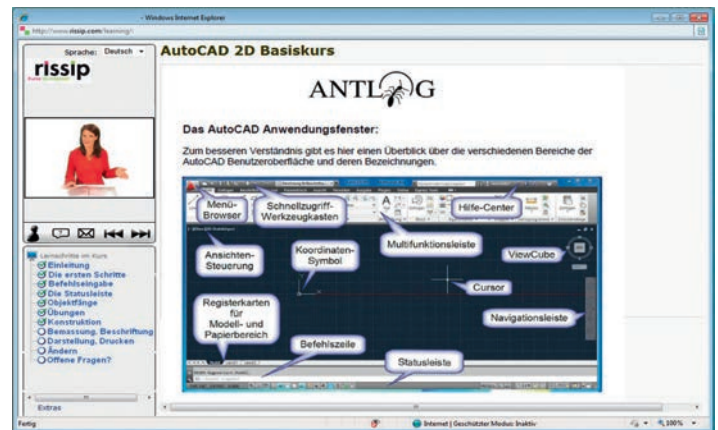 - Windows Internet Explorer
http://www.rissip.com/learning/
Sprache: Deutsch
rissip
AutoCAD 2D Basiskurs
ANTLOG
Das AutoCAD Anwendungsfenster:
Zum besseren Verständnis gibt es hier einen Überblick über die verschiedenen Bereiche der
AutoCAD Benutzeroberfläche und deren Bezeichnungen.
Menü-
Browser
Schnellzugriff-
Werkzeugkasten
Hilfe-Center
Multifunktionsleiste
Ansichten-
Steuerung
Koordinaten-
Symbol
ViewCube
Cursor
Registerkarten
für
Modell- und
Papierbereich
Navigationsleiste
Befehlszeile
Statusleiste
Lernschritte im Kurs
Einleitung
Die ersten Schritte
Befehlseingabe
Die Statusleiste
Objektfänge
Übungen
Konstruktion
Bemassung, Beschriftung
Darstellung, Drucken
Ändern
Offene Fragen?
Extras
Fertig
Internet | Geschützter Modus: Inaktiv
100%